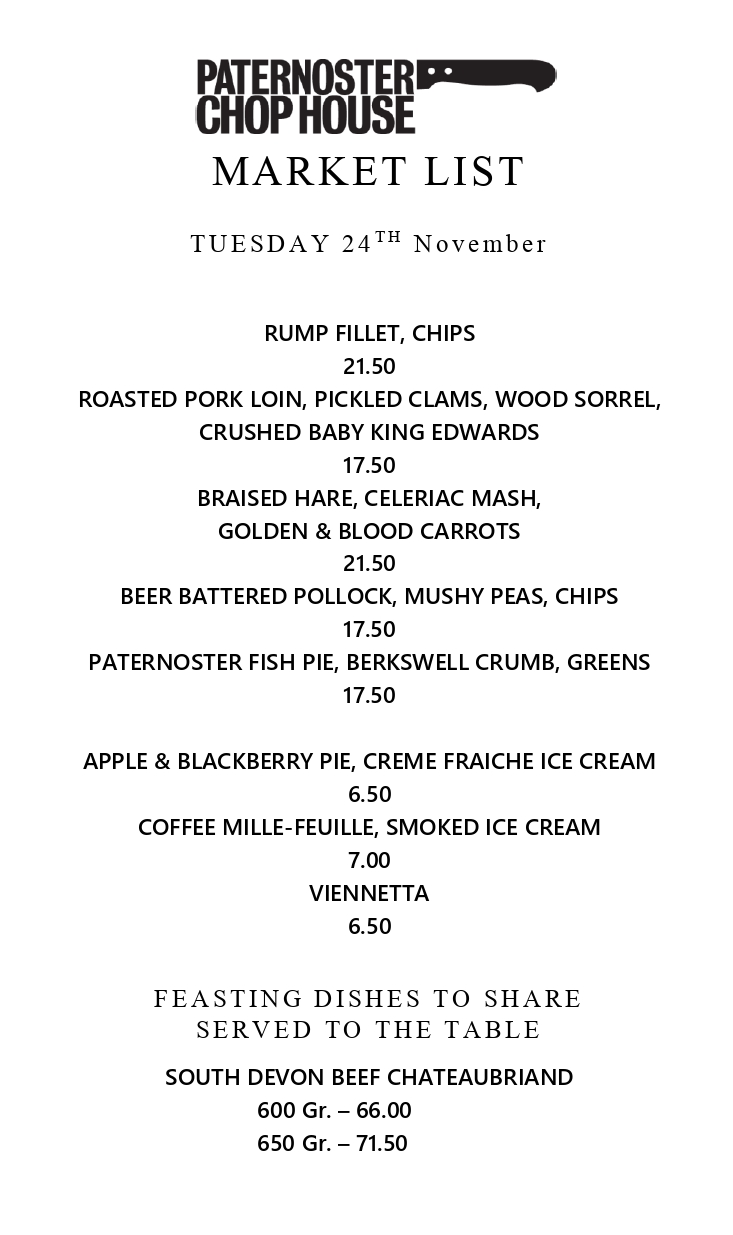 PATERNOSTER
CHOP HOUSE
MARKET LIST
TUESDAY 24TH November
RUMP FILLET, CHIPS
21.50
ROASTED PORK LOIN, PICKLED CLAMS, WOOD SORREL,
CRUSHED BABY KING EDWARDS
17.50
BRAISED HARE, CELERIAC MASH,
GOLDEN & BLOOD CARROTS
21.50
BEER BATTERED POLLOCK, MUSHY PEAS, CHIPS
17.50
PATERNOSTER FISH PIE, BERKSWELL CRUMB, GREENS
17.50
APPLE & BLACKBERRY PIE, CREME FRAICHE ICE CREAM
6.50
COFFEE MILLE-FEUILLE, SMOKED ICE CREAM
7.00
VIENNETTA
6.50
FEASTING DISHES TO SHARE
SERVED TO THE TABLE
SOUTH DEVON BEEF CHATEAUBRIAND
600 Gr. – 66.00
650 Gr. – 71.50